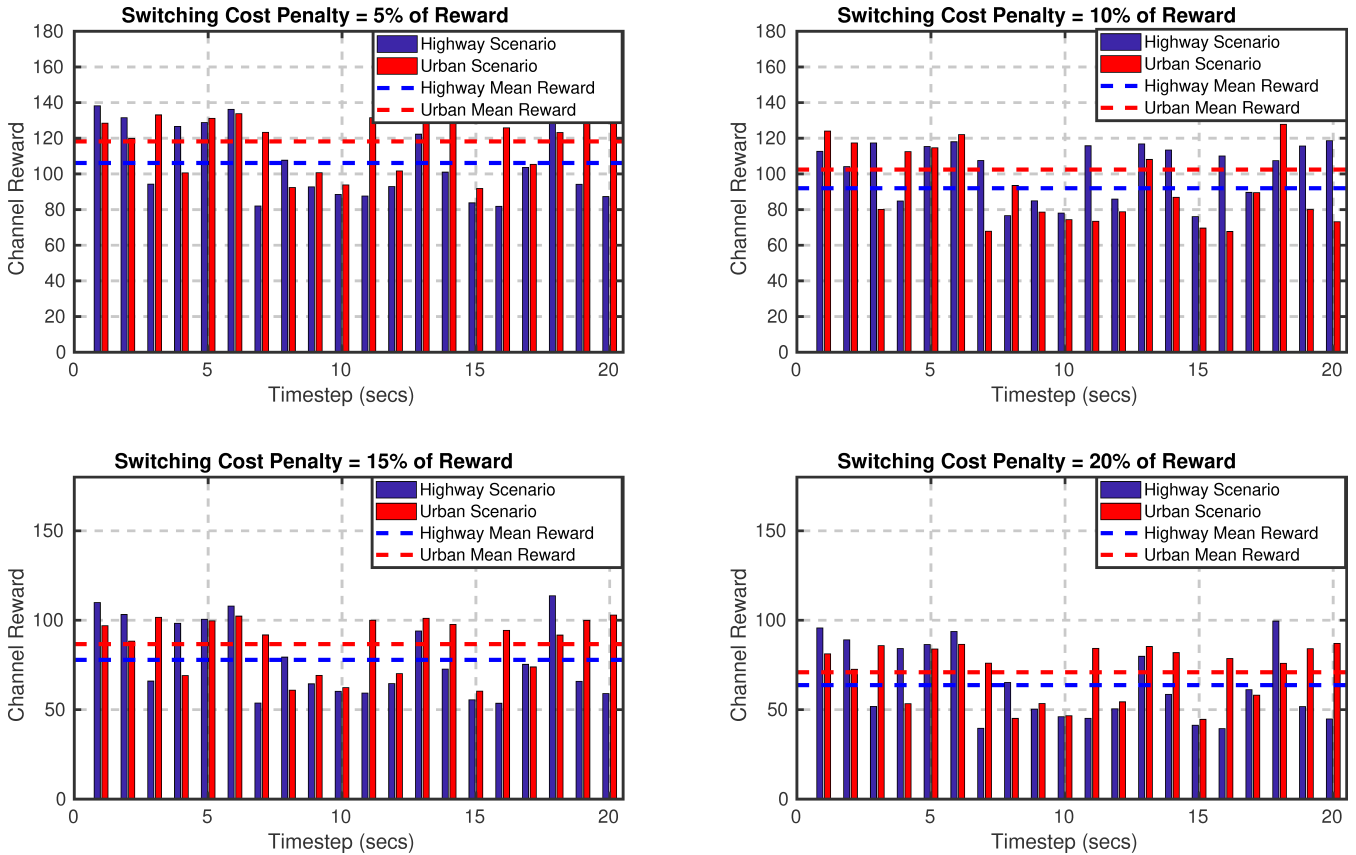 Switching Cost Penalty = 5% of Reward
180
160
140
120
100
80
60
40
20
0
Channel Reward
Highway Scenario
Urban Scenario
Highway Mean Reward
Urban Mean Reward
0 5 10 15 20
Timestep (secs)
Switching Cost Penalty = 10% of Reward
180
160
140
120
100
80
60
40
20
0
Channel Reward
Highway Scenario
Urban Scenario
Highway Mean Reward
Urban Mean Reward
0 5 10 15 20
Timestep (secs)
Switching Cost Penalty = 15% of Reward
150
100
50
0
Channel Reward
Highway Scenario
Urban Scenario
Highway Mean Reward
Urban Mean Reward
0 5 10 15 20
Timestep (secs)
Switching Cost Penalty = 20% of Reward
150
100
50
0
Channel Reward
Highway Scenario
Urban Scenario
Highway Mean Reward
Urban Mean Reward
0 5 10 15 20
Timestep (secs)